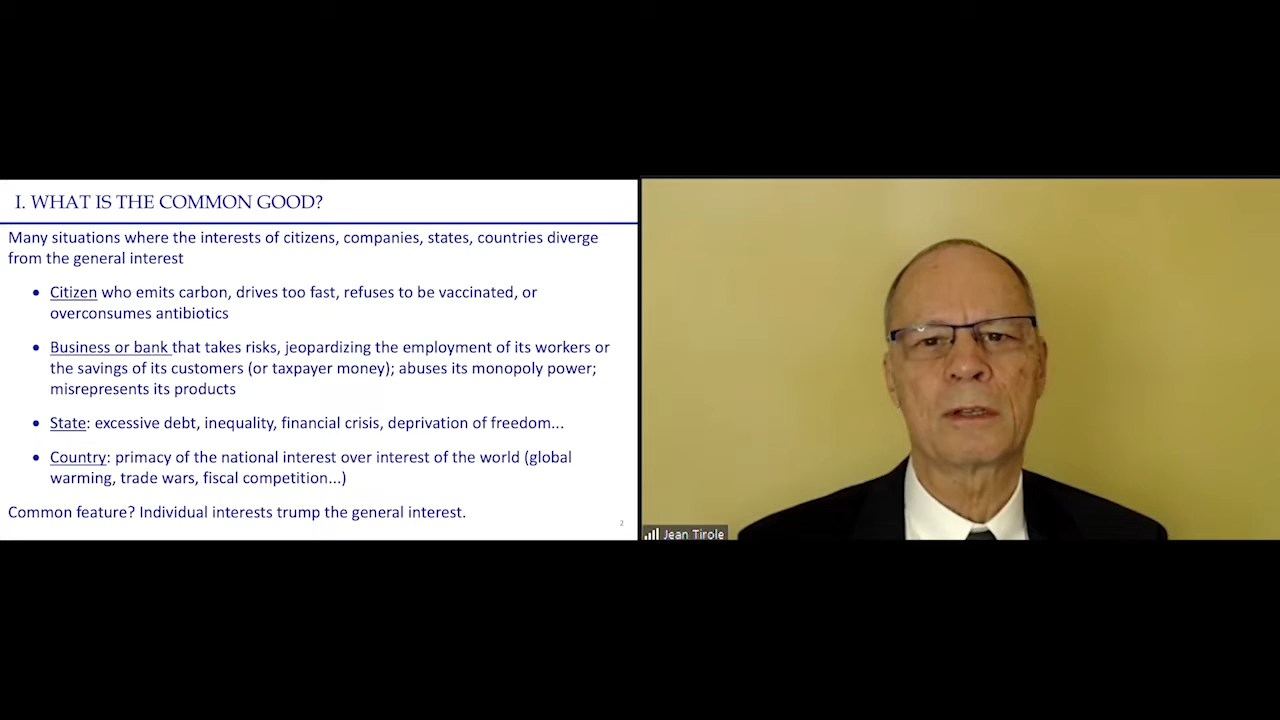 I. WHAT IS THE COMMON GOOD?
Many situations where the interests of citizens, companies, states, countries diverge
from the general interest
• Citizen who emits carbon, drives too fast, refuses to be vaccinated, or
overconsumes antibiotics
• Business or bank that takes risks, jeopardizing the employment of its workers or
the savings of its customers (or taxpayer money); abuses its monopoly power;
misrepresents its products
• State: excessive debt, inequality, financial crisis, deprivation of freedom...
• Country: primacy of the national interest over interest of the world (global
warming, trade wars, fiscal competition...)
Common feature? Individual interests trump the general interest.
2
Jean Tirole